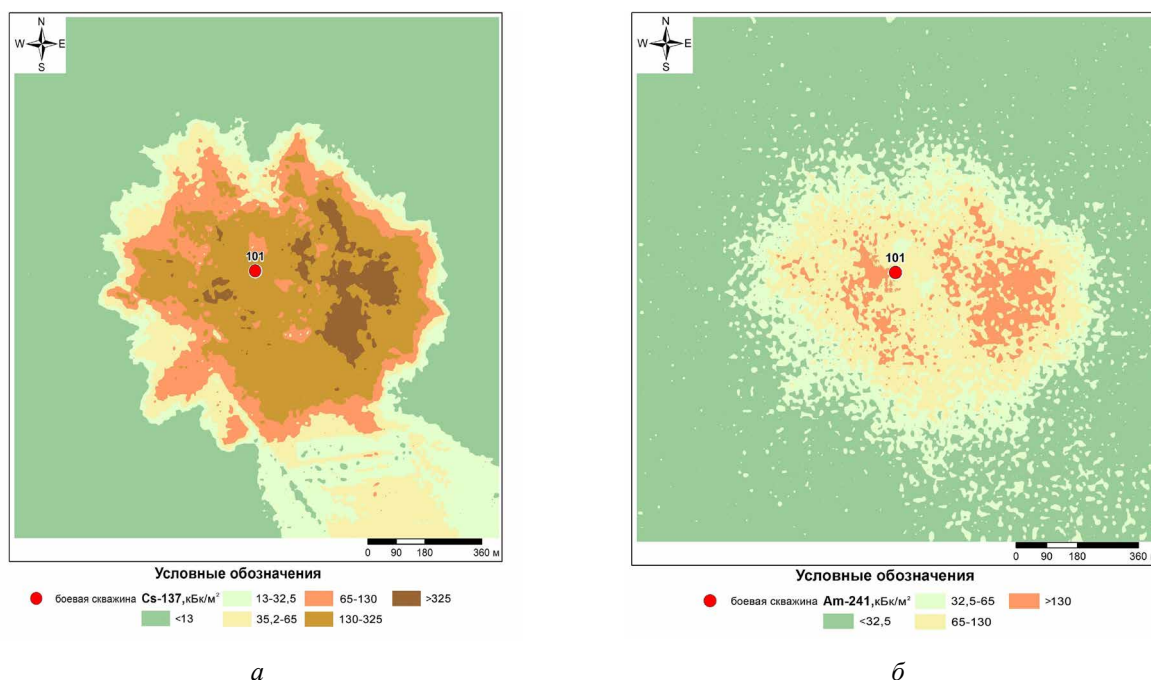 N
W E
S
101
0 90 180 360 м
Условные обозначения
боевая скважина Cs-137,кБк/м² 13-32,5 65-130 >325
<13 35,2-65 130-325
а
N
W E
S
101
0 90 180 360 м
Условные обозначения
боевая скважина Am-241,кБк/м² 32,5-65 >130
<32,5 65-130
б